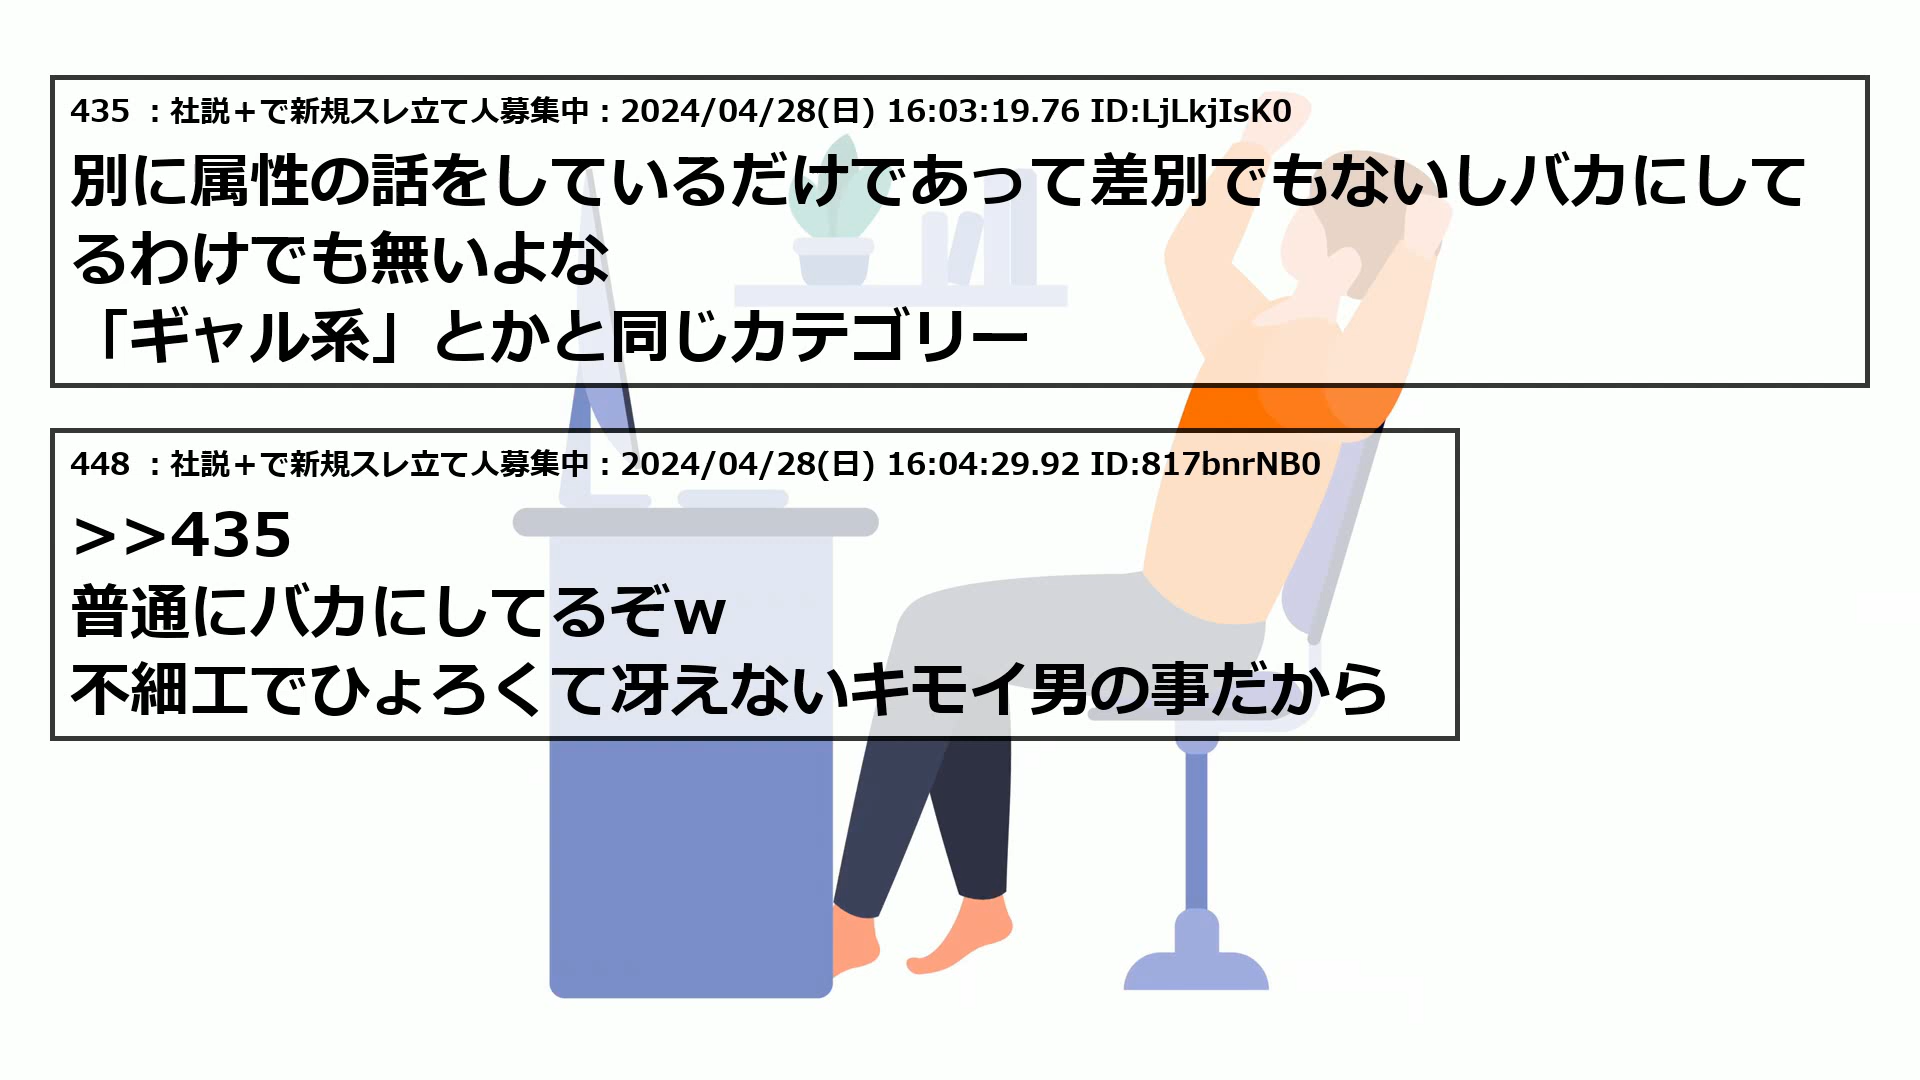 435 ：社説＋で新規スレ立て人募集中：2024/04/28(日) 16:03:19.76 ID:LjLkjIsK0
別に属性の話をしているだけであって差別でもないしバカにして
るわけでも無いよな
「ギャル系」とかと同じカテゴリー
448 ：社説＋で新規スレ立て人募集中：2024/04/28(日) 16:04:29.92 ID:817bnrNB0
>>435
普通にバカにしてるぞｗ
不細工でひょろくて冴えないキモイ男の事だから